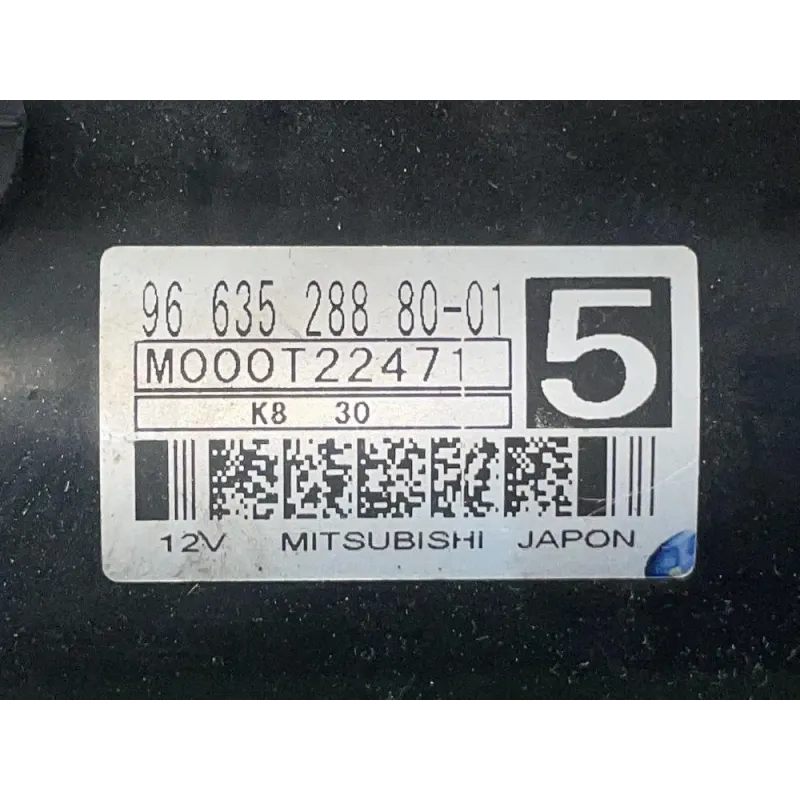 96 635 288 80-01
M000T22471
5
K8 30
12V MITSUBISHI JAPON